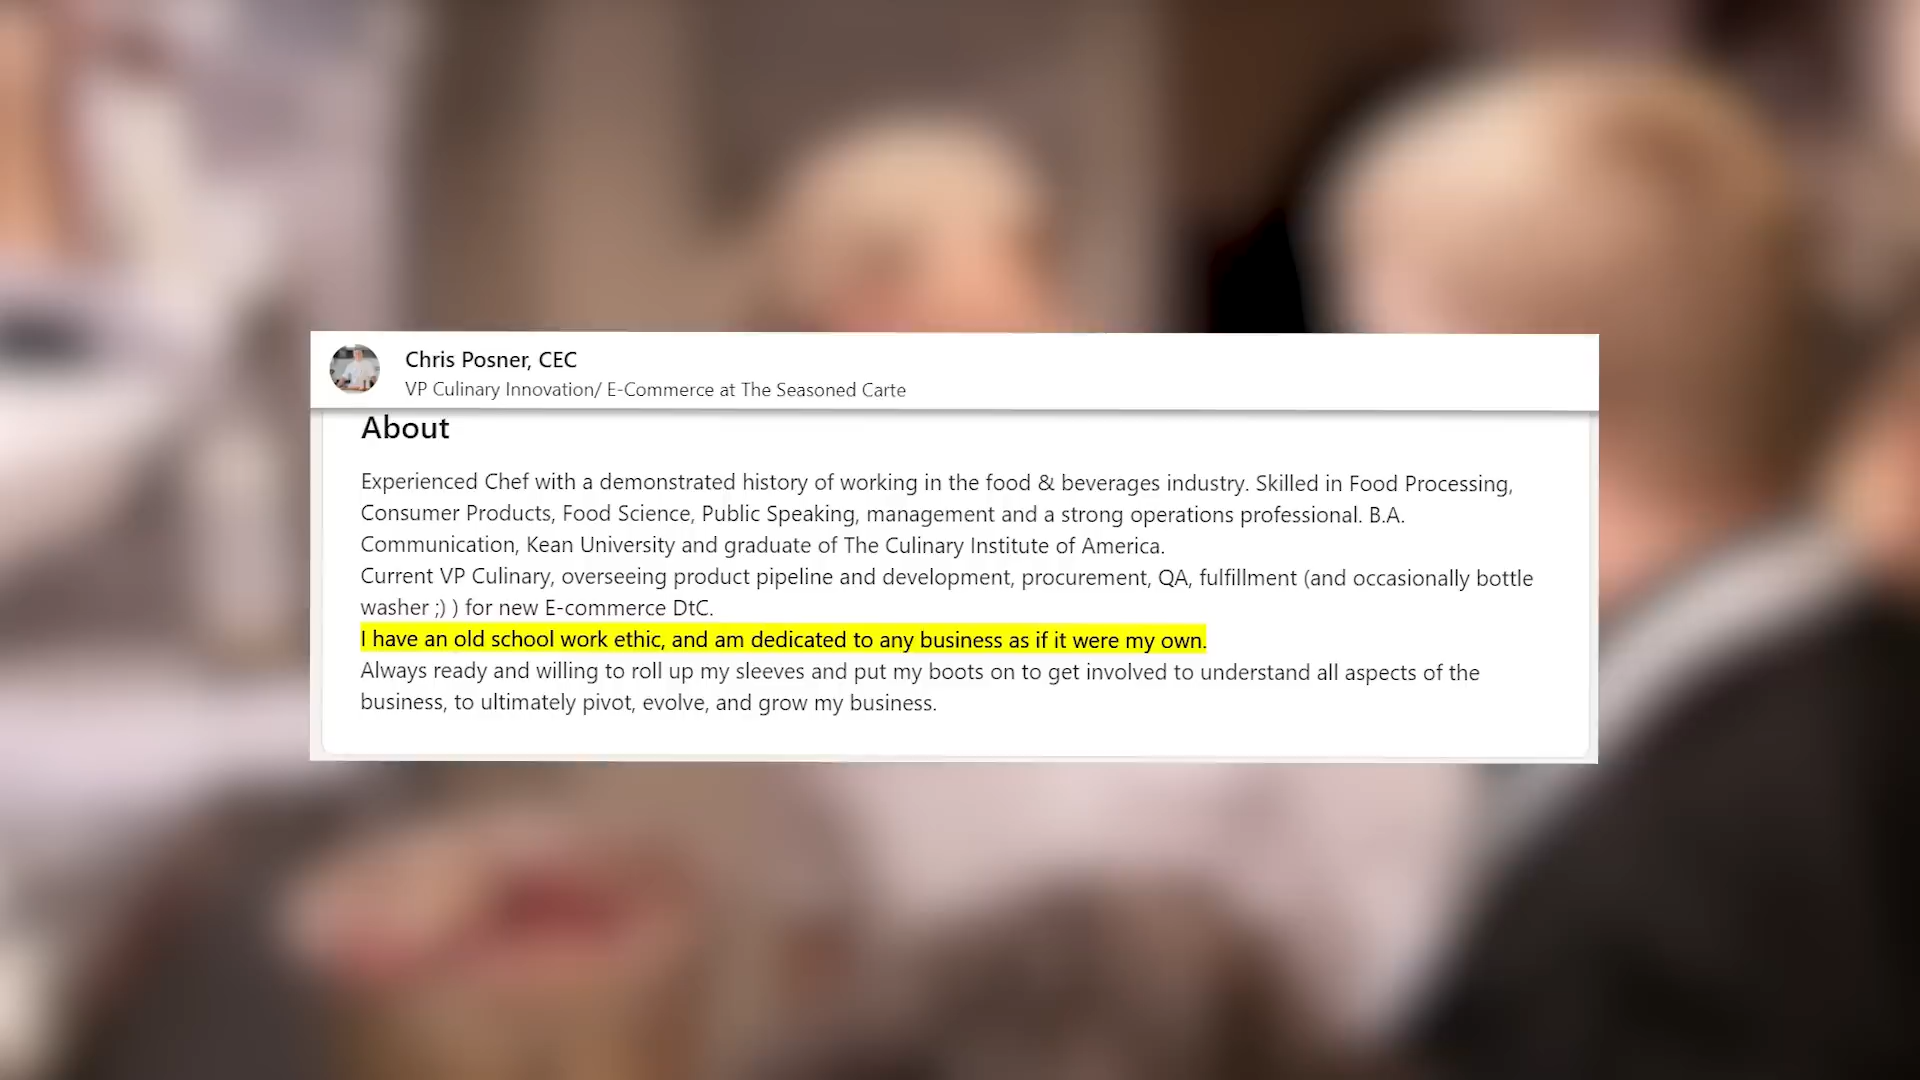 Chris Posner, CEC
VP Culinary Innovation/ E-Commerce at The Seasoned Carte
About
Experienced Chef with a demonstrated history of working in the food & beverages industry. Skilled in Food Processing,
Consumer Products, Food Science, Public Speaking, management and a strong operations professional. B.A.
Communication, Kean University and graduate of The Culinary Institute of America.
Current VP Culinary, overseeing product pipeline and development, procurement, QA, fulfillment (and occasionally bottle
washer ;) ) for new E-commerce DtC.
I have an old school work ethic, and am dedicated to any business as if it were my own.
Always ready and willing to roll up my sleeves and put my boots on to get involved to understand all aspects of the
business, to ultimately pivot, evolve, and grow my business.